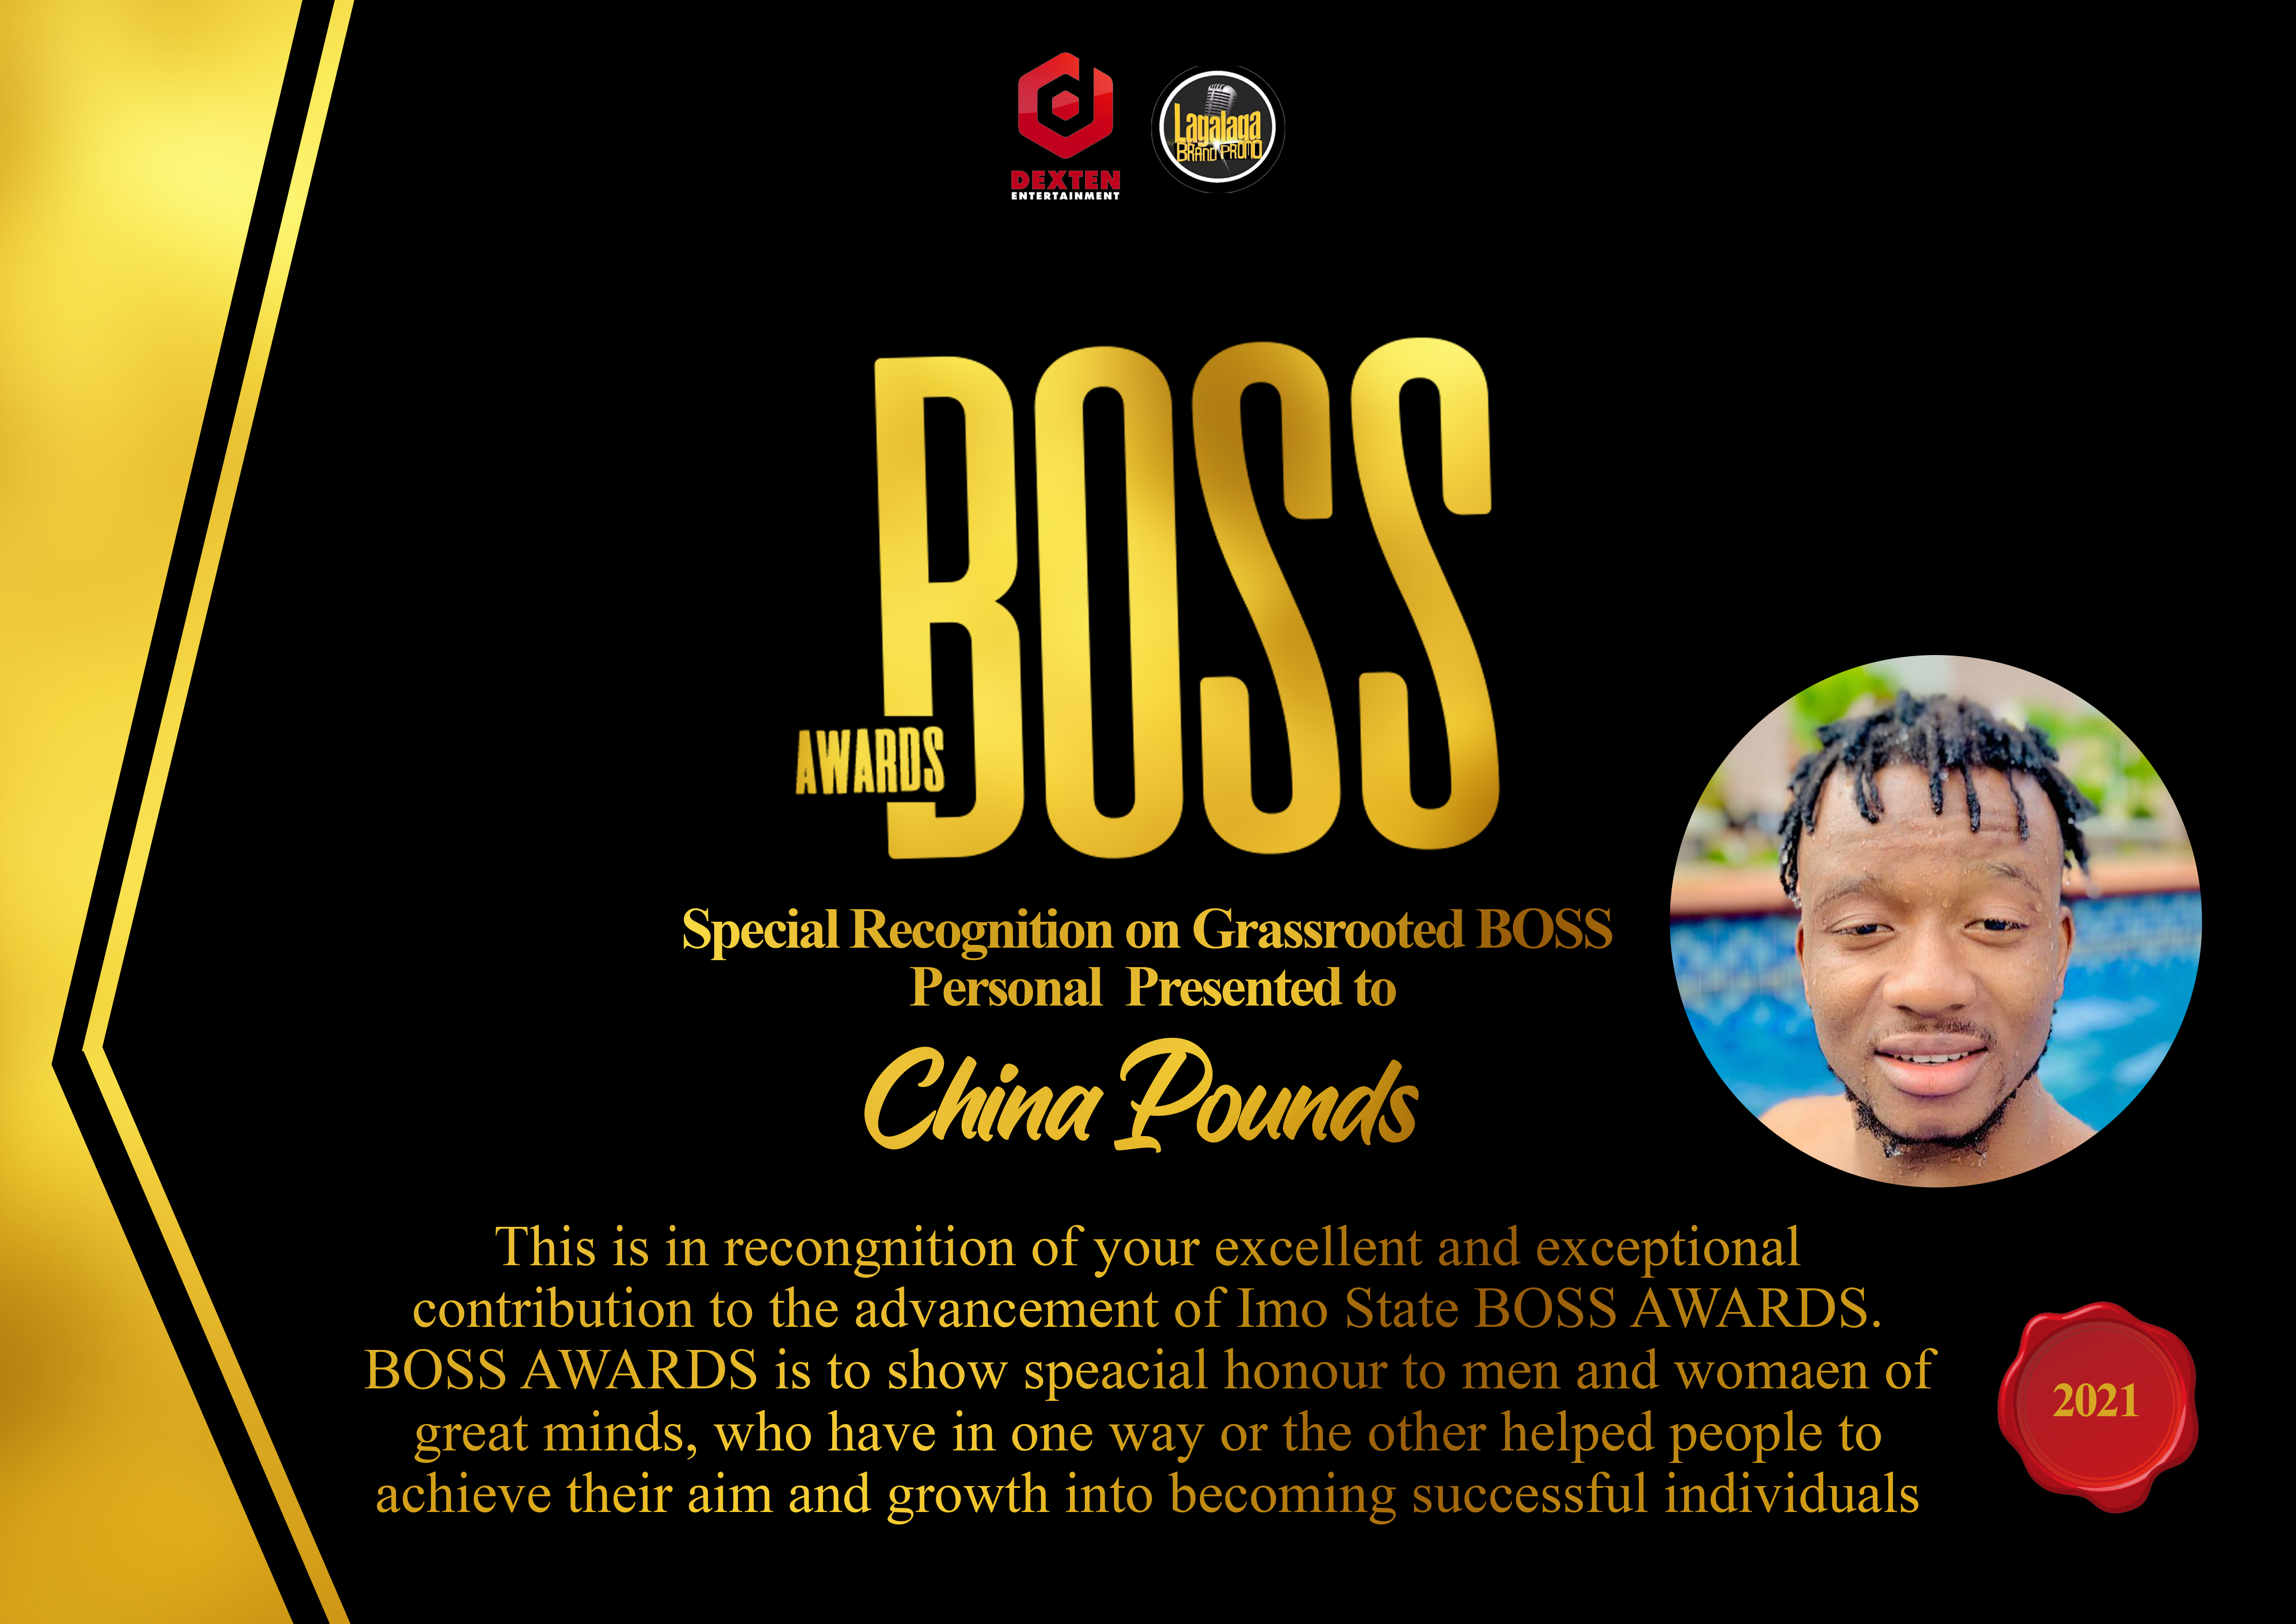 DEXTEN
ENTERTAINMENT
Lagalaga
BRAND PROMO
BOSS
AWARDS
Special Recognition on Grassrooted BOSS
Personal Presented to
China Pounds
This is in recongnition of your excellent and exceptional
contribution to the advancement of Imo State BOSS AWARDS.
BOSS AWARDS is to show speacial honour to men and womaen of
great minds, who have in one way or the other helped people to
achieve their aim and growth into becoming successful individuals
2021